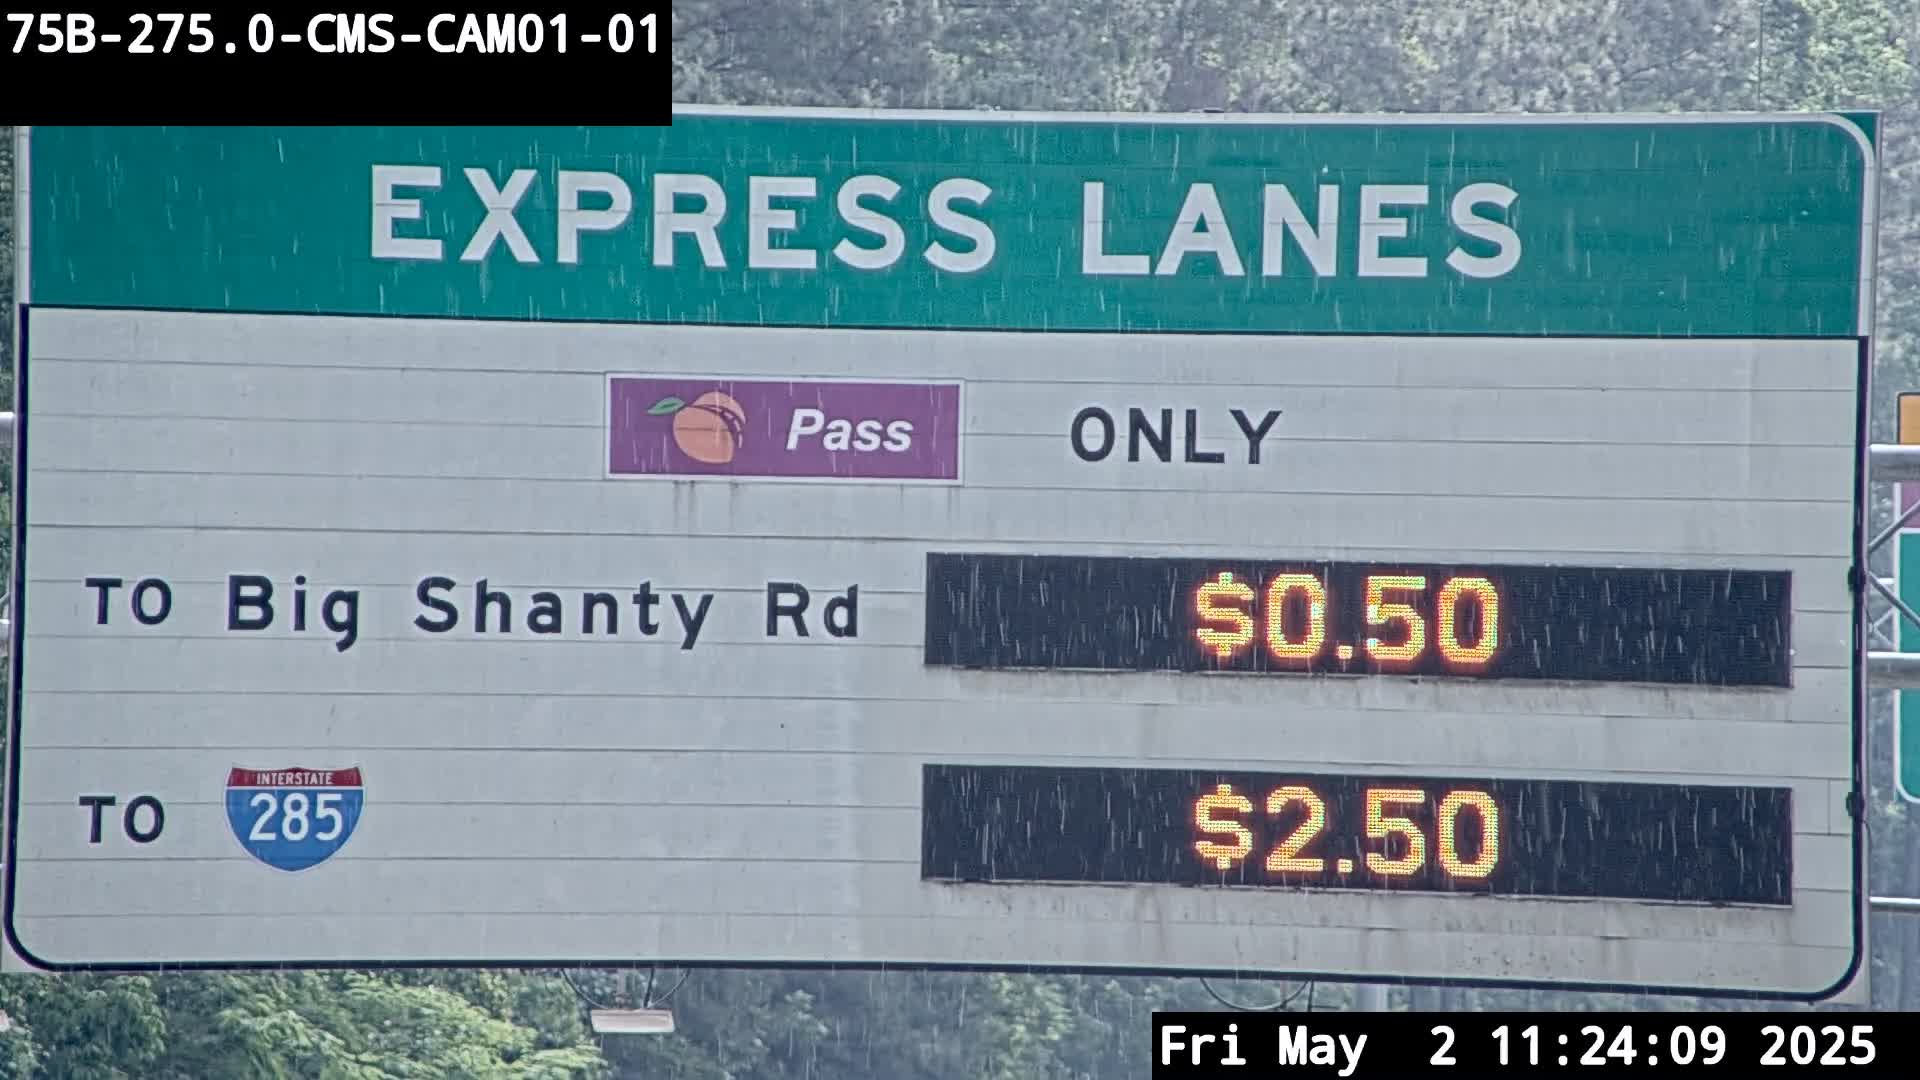 75B-275.0-CMS-CAM01-01
EXPRESS LANES
Pass ONLY
TO Big Shanty Rd $0.50
TO INTERSTATE 285 $2.50
Fri May 2 11:24:09 2025